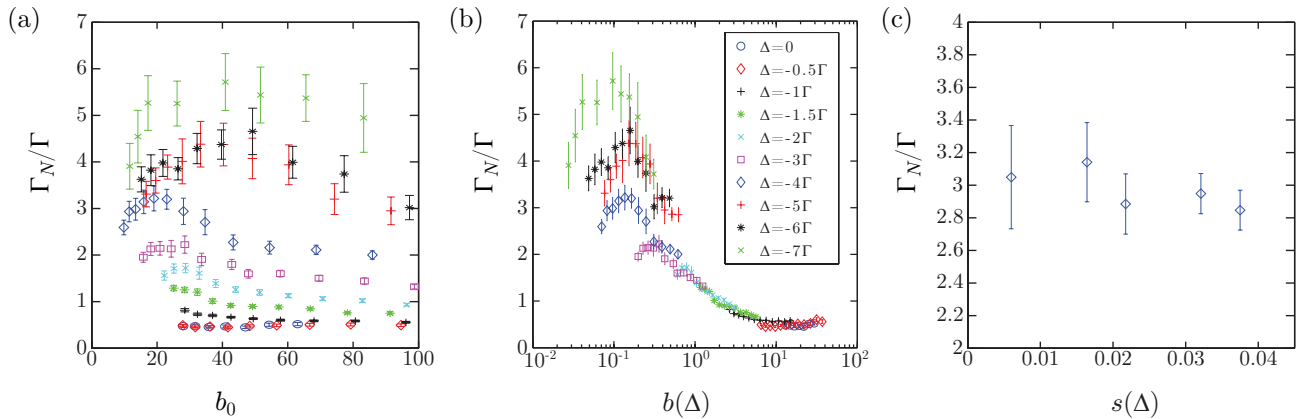 (a)
7
6
5
4
3
2
1
0
Γ_N/Γ
0 20 40 60 80 100
b_0
(b)
7
6
5
4
3
2
1
0
Γ_N/Γ
10^{-2} 10^{-1} 10^0 10^1 10^2
b(Δ)
Δ=0
Δ=-0.5Γ
Δ=-1Γ
Δ=-1.5Γ
Δ=-2Γ
Δ=-3Γ
Δ=-4Γ
Δ=-5Γ
Δ=-6Γ
Δ=-7Γ
(c)
4
3.8
3.6
3.4
3.2
3
2.8
2.6
2.4
2.2
2
Γ_N/Γ
0.01 0.02 0.03 0.04
s(Δ)